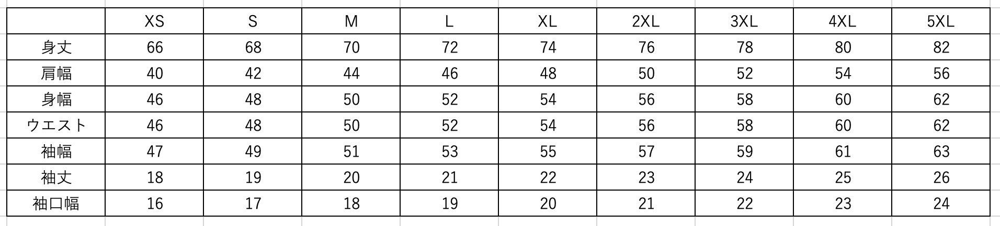 XS S M L XL 2XL 3XL 4XL 5XL
身丈 66 68 70 72 74 76 78 80 82
肩幅 40 42 44 46 48 50 52 54 56
身幅 46 48 50 52 54 56 58 60 62
ウエスト 46 48 50 52 54 56 58 60 62
袖幅 47 49 51 53 55 57 59 61 63
袖丈 18 19 20 21 22 23 24 25 26
袖口幅 16 17 18 19 20 21 22 23 24